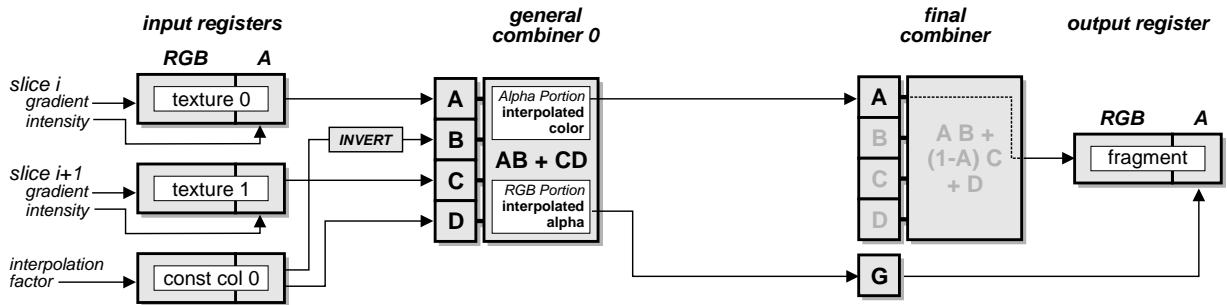 input registers
RGB A
slice i
gradient
intensity
texture 0
slice i+1
gradient
intensity
texture 1
interpolation
factor
const col 0
INVERT
general
combiner 0
A
B
C
D
Alpha Portion
interpolated
color
AB + CD
RGB Portion
interpolated
alpha
final
combiner
A
B
C
D
A B +
(1-A) C
+ D
G
output register
RGB A
fragment